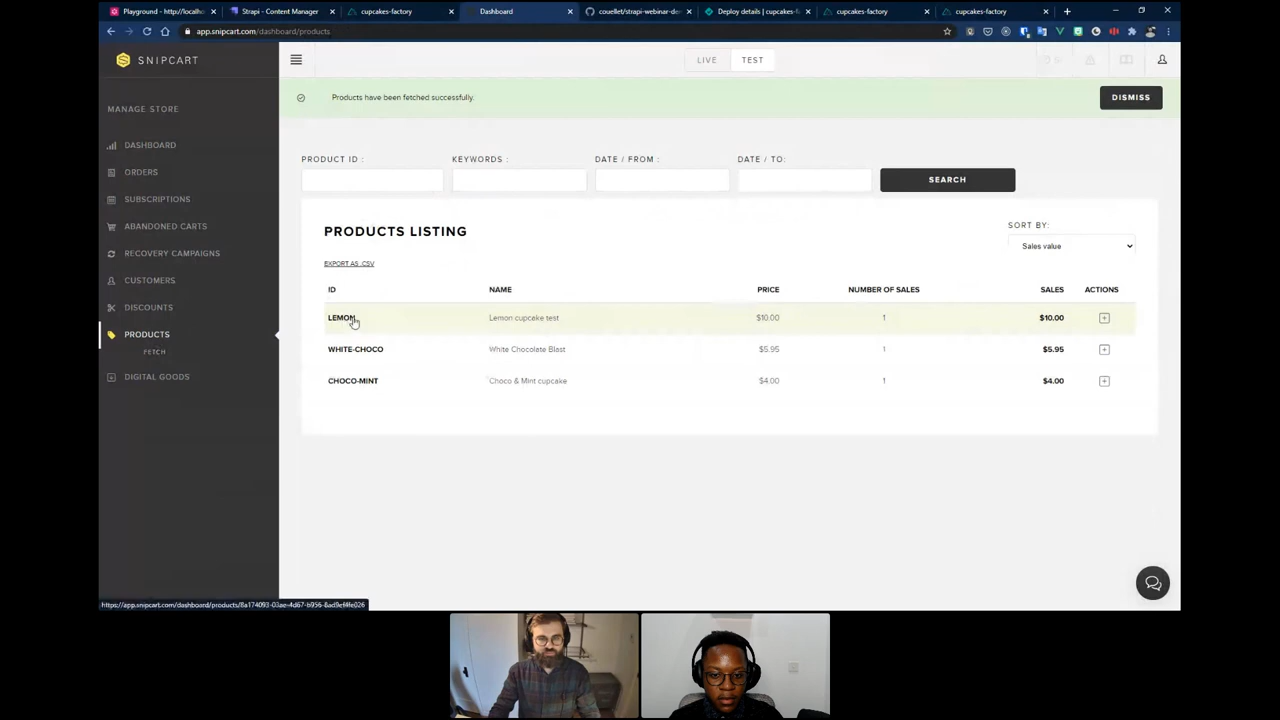 Playground - http://localho
Strapi - Content Manager
cupcakes-factory
Dashboard
couellet/strapi-webinar-de
Deploy details | cupcakes-f
cupcakes-factory
cupcakes-factory
app.snipcart.com/dashboard/products
SNIPCART
LIVE
TEST
Products have been fetched successfully.
DISMISS
MANAGE STORE
DASHBOARD
ORDERS
SUBSCRIPTIONS
ABANDONED CARTS
RECOVERY CAMPAIGNS
CUSTOMERS
DISCOUNTS
PRODUCTS
FETCH
DIGITAL GOODS
PRODUCT ID :
KEYWORDS :
DATE / FROM :
DATE / TO:
SEARCH
PRODUCTS LISTING
SORT BY:
Sales value
EXPORT AS .CSV
ID NAME PRICE NUMBER OF SALES SALES ACTIONS
LEMON Lemon cupcake test $10.00 1 $10.00
WHITE-CHOCO White Chocolate Blast $5.95 1 $5.95
CHOCO-MINT Choco & Mint cupcake $4.00 1 $4.00